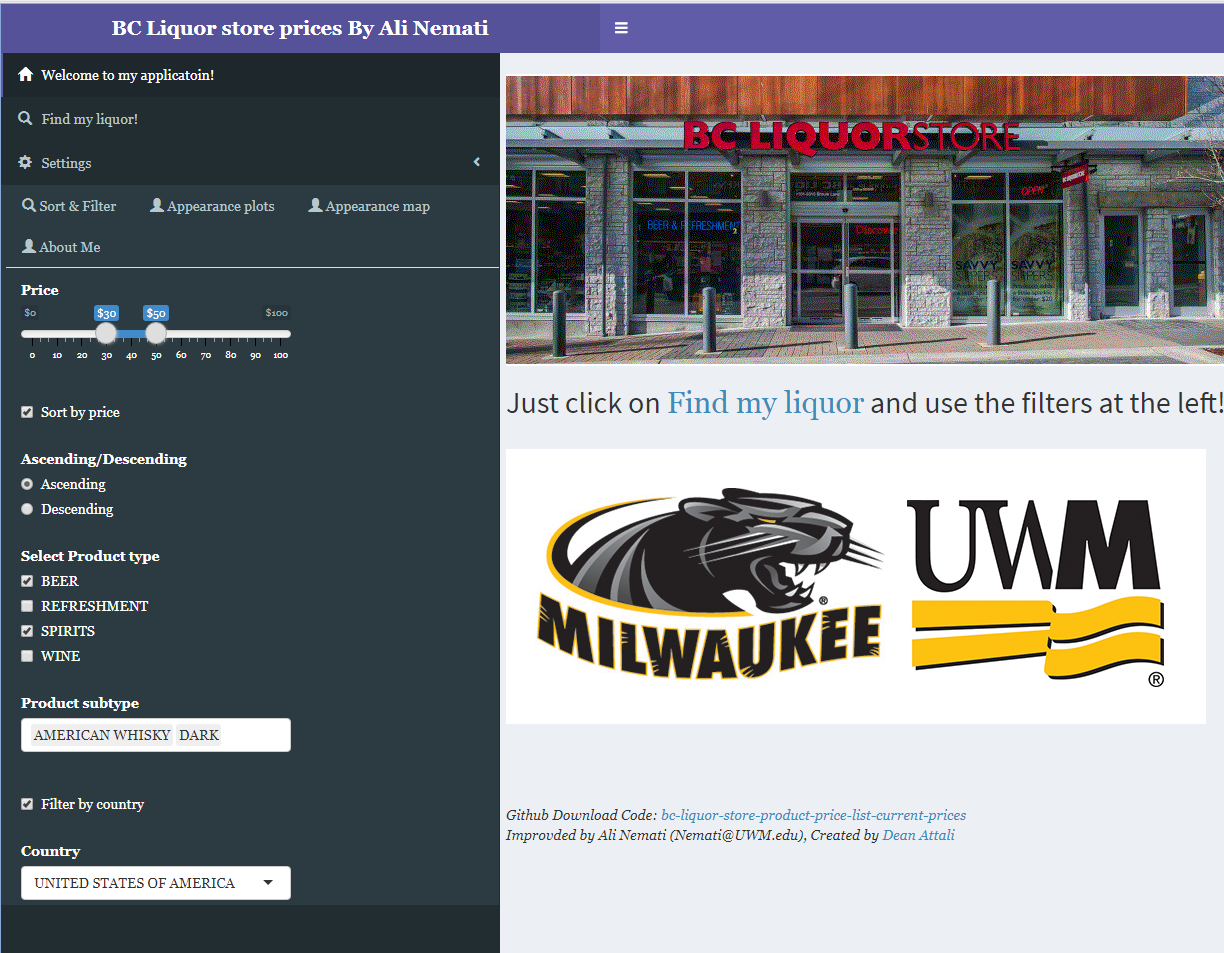 BC Liquor store prices By Ali Nemati
Welcome to my applicatoin!
Find my liquor!
Settings
Sort & Filter Appearance plots Appearance map
About Me
Price
$0 $30 $50 $100
0 10 20 30 40 50 60 70 80 90 100
Sort by price
Ascending/Descending
Ascending
Descending
Select Product type
BEER
REFRESHMENT
SPIRITS
WINE
Product subtype
AMERICAN WHISKY DARK
Filter by country
Country
UNITED STATES OF AMERICA
BC LIQUORSTORE
OPEN
BEER & REFRESHMENT
Discover
SAVVY SAVVY
Just click on Find my liquor and use the filters at the left!
MILWAUKEE
UWM
Github Download Code: bc-liquor-store-product-price-list-current-prices
Improvded by Ali Nemati (Nemati@UWM.edu), Created by Dean Attali